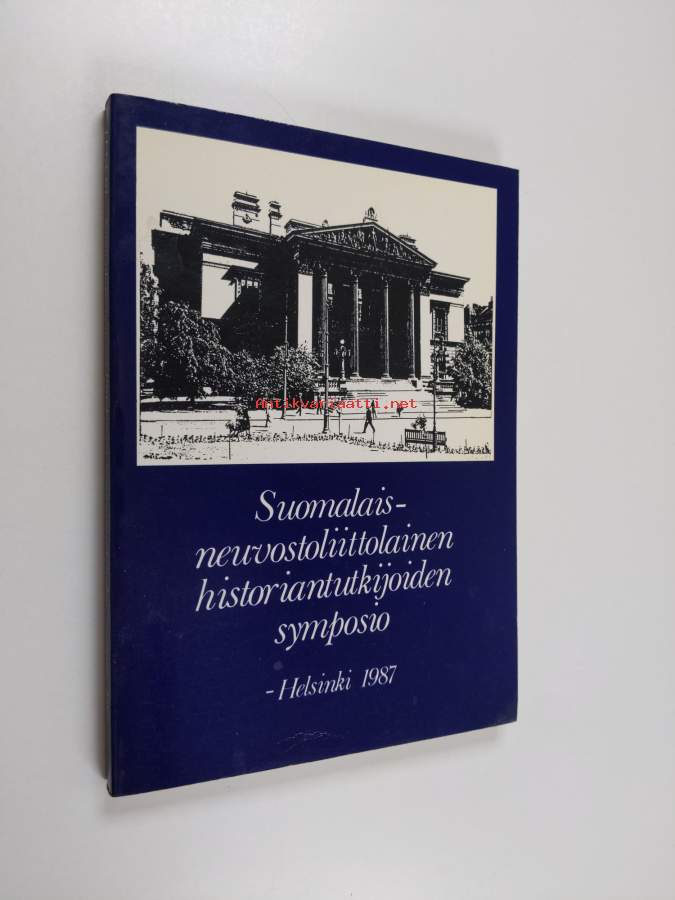 Antikvariaatti.net
Suomalais-
neuvostoliittolainen
historiantutkijoiden
symposio
-Helsinki 1987